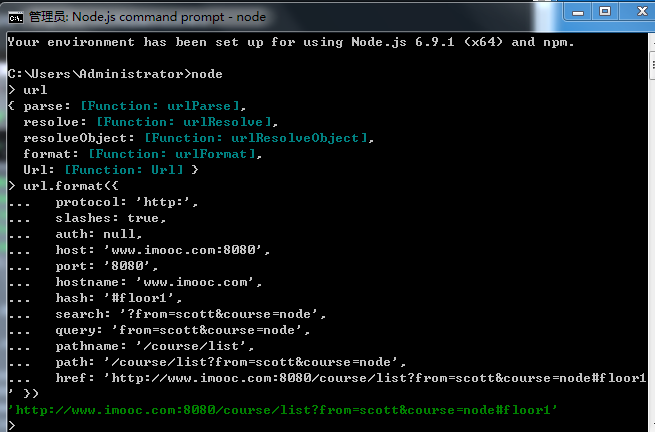 管理员: Node.js command prompt - node
Your environment has been set up for using Node.js 6.9.1 (x64) and npm.
C:\Users\Administrator>node
> url
{ parse: [Function: urlParse],
  resolve: [Function: urlResolve],
  resolveObject: [Function: urlResolveObject],
  format: [Function: urlFormat],
  Url: [Function: Url] }
> url.format({
...   protocol: 'http:',
...   slashes: true,
...   auth: null,
...   host: 'www.imooc.com:8080',
...   port: '8080',
...   hostname: 'www.imooc.com',
...   hash: '#floor1',
...   search: '?from=scott&course=node',
...   query: 'from=scott&course=node',
...   pathname: '/course/list',
...   path: '/course/list?from=scott&course=node',
...   href: 'http://www.imooc.com:8080/course/list?from=scott&course=node#floor1
' })
'http://www.imooc.com:8080/course/list?from=scott&course=node#floor1'
>